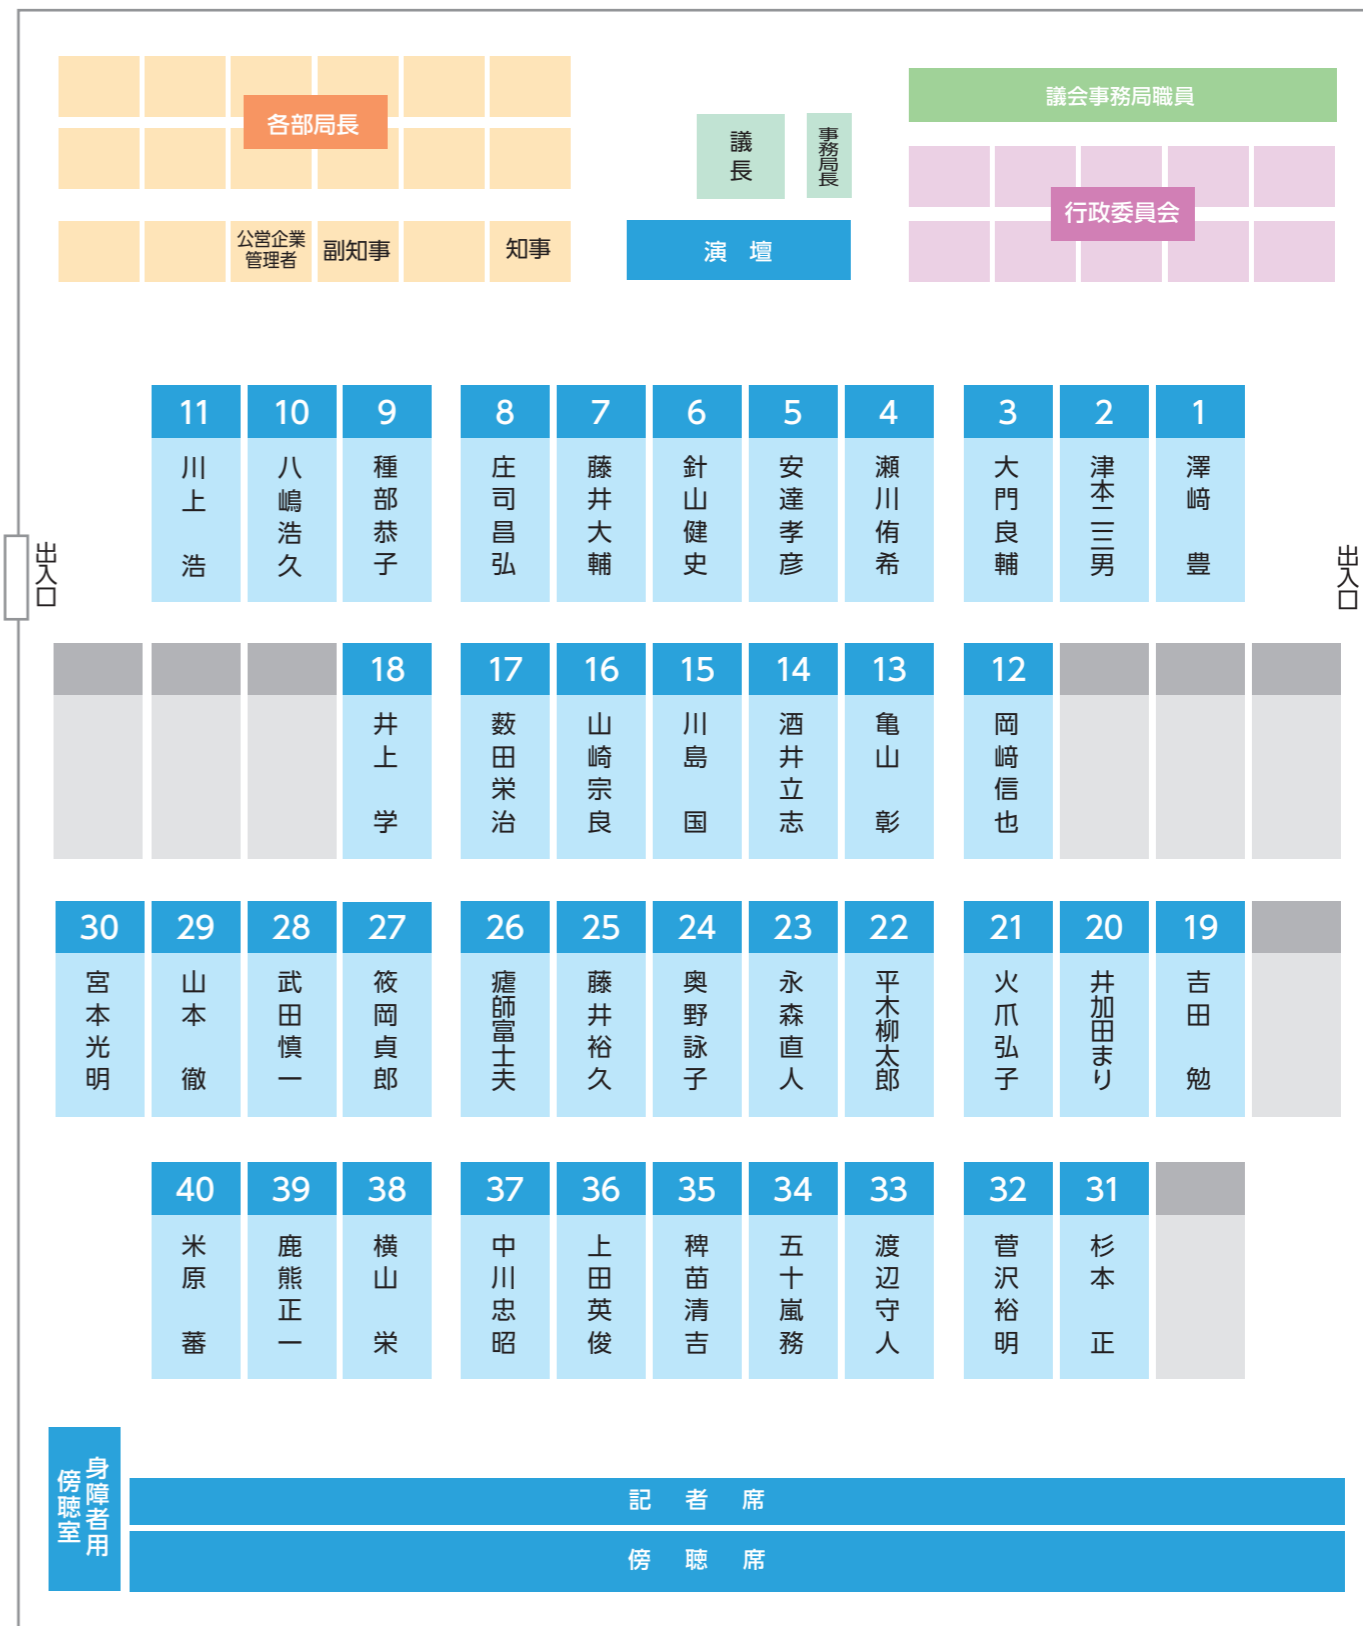 各部局長
公営企業
管理者
副知事
知事
議長
事務局長
演壇
議会事務局職員
行政委員会
11
10
9
8
7
6
5
4
3
2
1
川上 浩
八嶋浩久
種部恭子
庄司昌弘
藤井大輔
針山健史
安達孝彦
瀬川侑希
大門良輔
津本二三男
澤﨑 豊
出入口
出入口
18
17
16
15
14
13
12
井上 学
薮田栄治
山崎宗良
川島 国
酒井立志
亀山 彰
岡﨑信也
30
29
28
27
26
25
24
23
22
21
20
19
宮本光明
山本 徹
武田慎一
筱岡貞郎
瘧師富士夫
藤井裕久
奥野詠子
永森直人
平木柳太郎
火爪弘子
井加田まり
吉田 勉
40
39
38
37
36
35
34
33
32
31
米原 蕃
鹿熊正一
横山 栄
中川忠昭
上田英俊
稗苗清吉
五十嵐務
渡辺守人
菅沢裕明
杉本 正
身障者用
傍聴室
記者席
傍聴席